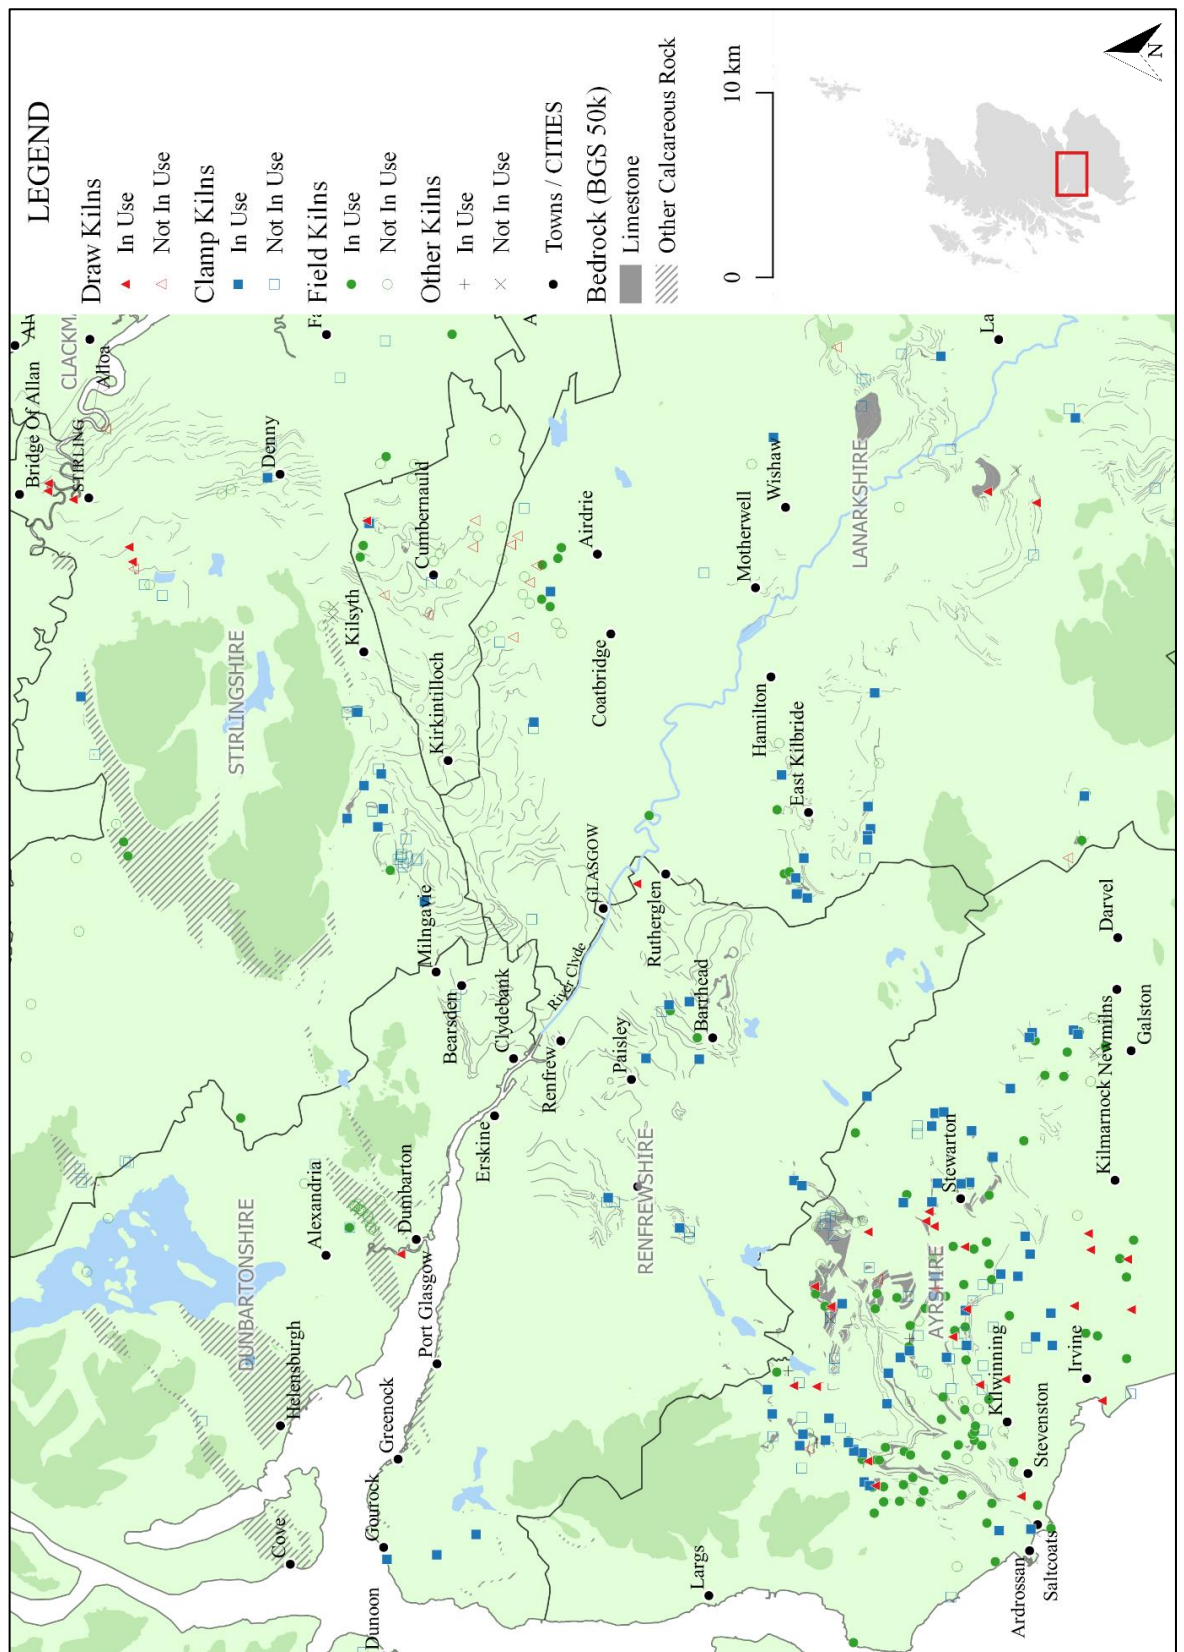 LEGEND
Draw Kilns
In Use
Not In Use
Clamp Kilns
In Use
Not In Use
Field Kilns
In Use
Not In Use
Other Kilns
In Use
Not In Use
Towns / CITIES
Bedrock (BGS 50k)
Limestone
Other Calcareous Rock
0
10 km
N
Bridge Of Allan
CLACKM
Alloa
STIRLING
Fa
Denny
STIRLINGSHIRE
Kilsyth
Cumbernauld
Kirkintilloch
Airdrie
Coatbridge
A
Wishaw
Motherwell
LANARKSHIRE
La
Hamilton
East Kilbride
Milngavie
Bearsden
Clydebank
GLASGOW
Rutherglen
River Clyde
Renfrew
Paisley
Barrhead
Erskine
RENFREWSHIRE
Alexandria
Dumbarton
DUNBARTONSHIRE
Helensburgh
Port Glasgow
Greenock
Gourock
Cove
Dunoon
Largs
Darvel
Newmilns
Galston
Kilmarnock
Stewarton
AYRSHIRE
Kilwinning
Irvine
Stevenston
Ardrossan
Saltcoats